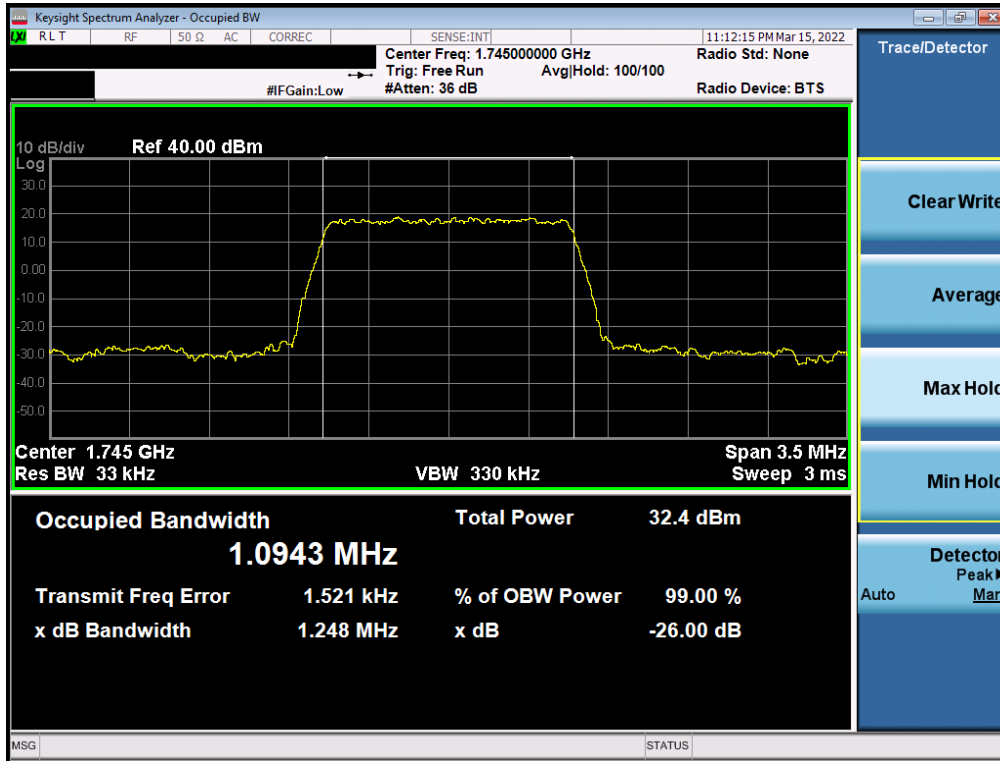 Keysight Spectrum Analyzer - Occupied BW
LXI RLT RF 50 Ω AC CORREC SENSE:INT 11:12:15 PM Mar 15, 2022
Center Freq: 1.745000000 GHz Radio Std: None
Trig: Free Run Avg|Hold: 100/100
#IFGain:Low #Atten: 36 dB Radio Device: BTS
10 dB/div Ref 40.00 dBm
Log
30.0
20.0
10.0
0.00
-10.0
-20.0
-30.0
-40.0
-50.0
Center 1.745 GHz Span 3.5 MHz
Res BW 33 kHz VBW 330 kHz Sweep 3 ms
Occupied Bandwidth Total Power 32.4 dBm
1.0943 MHz
Transmit Freq Error 1.521 kHz % of OBW Power 99.00 %
x dB Bandwidth 1.248 MHz x dB -26.00 dB
MSG STATUS
Trace/Detector
Clear Write
Average
Max Hold
Min Hold
Detector
Peak▶
Auto Man